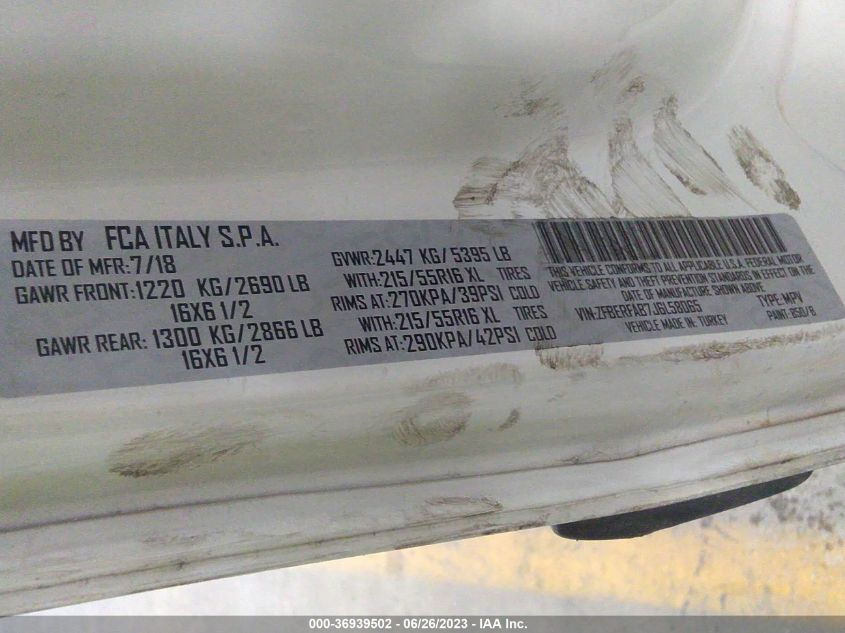 MFD BY FCA ITALY S.P.A.
DATE OF MFR:7/18
GAWR FRONT:1220 KG/2690 LB
16X6 1/2
GAWR REAR: 1300 KG/2866 LB
16X6 1/2
GVWR:2447 KG/5395 LB
WITH:215/55R16 XL TIRES
RIMS AT:270KPA/39PSI COLD
WITH:215/55R16 XL TIRES
RIMS AT:290KPA/42PSI COLD
THIS VEHICLE CONFORMS TO ALL APPLICABLE U.S.A. FEDERAL MOTOR
VEHICLE.SAFETY AND THEFT PREVENTION STANDARDS IN EFFECT ON THE
DATE OF MANUFACTURE SHOWN ABOVE.
VIN:ZFBERFAB7J6L58065 TYPE:MPV
VEHICLE MADE IN: TURKEY PAINT: 850/B
000-36939502 - 06/26/2023 - IAA Inc.